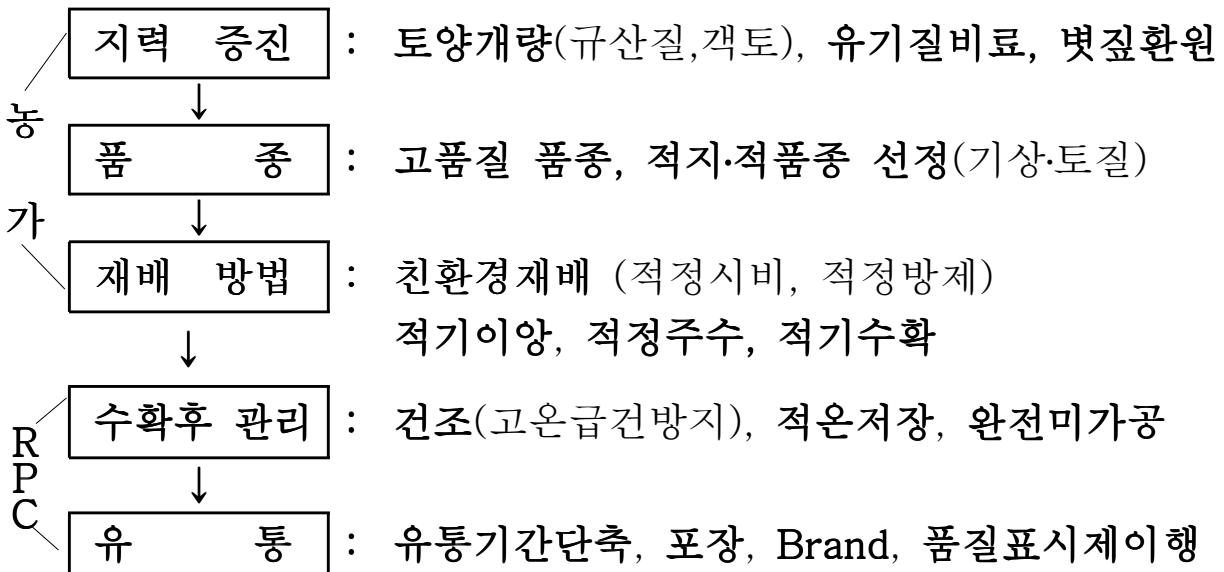 지력 증진 : 토양개량(규산질,객토), 유기질비료, 볏짚환원
↓
농
품 종 : 고품질 품종, 적지·적품종 선정(기상·토질)
↓
가
재배 방법 : 친환경재배 (적정시비, 적정방제)
적기이앙, 적정주수, 적기수확
↓
수확후 관리 : 건조(고온급건방지), 적온저장, 완전미가공
RPC
↓
유 통 : 유통기간단축, 포장, Brand, 품질표시제이행